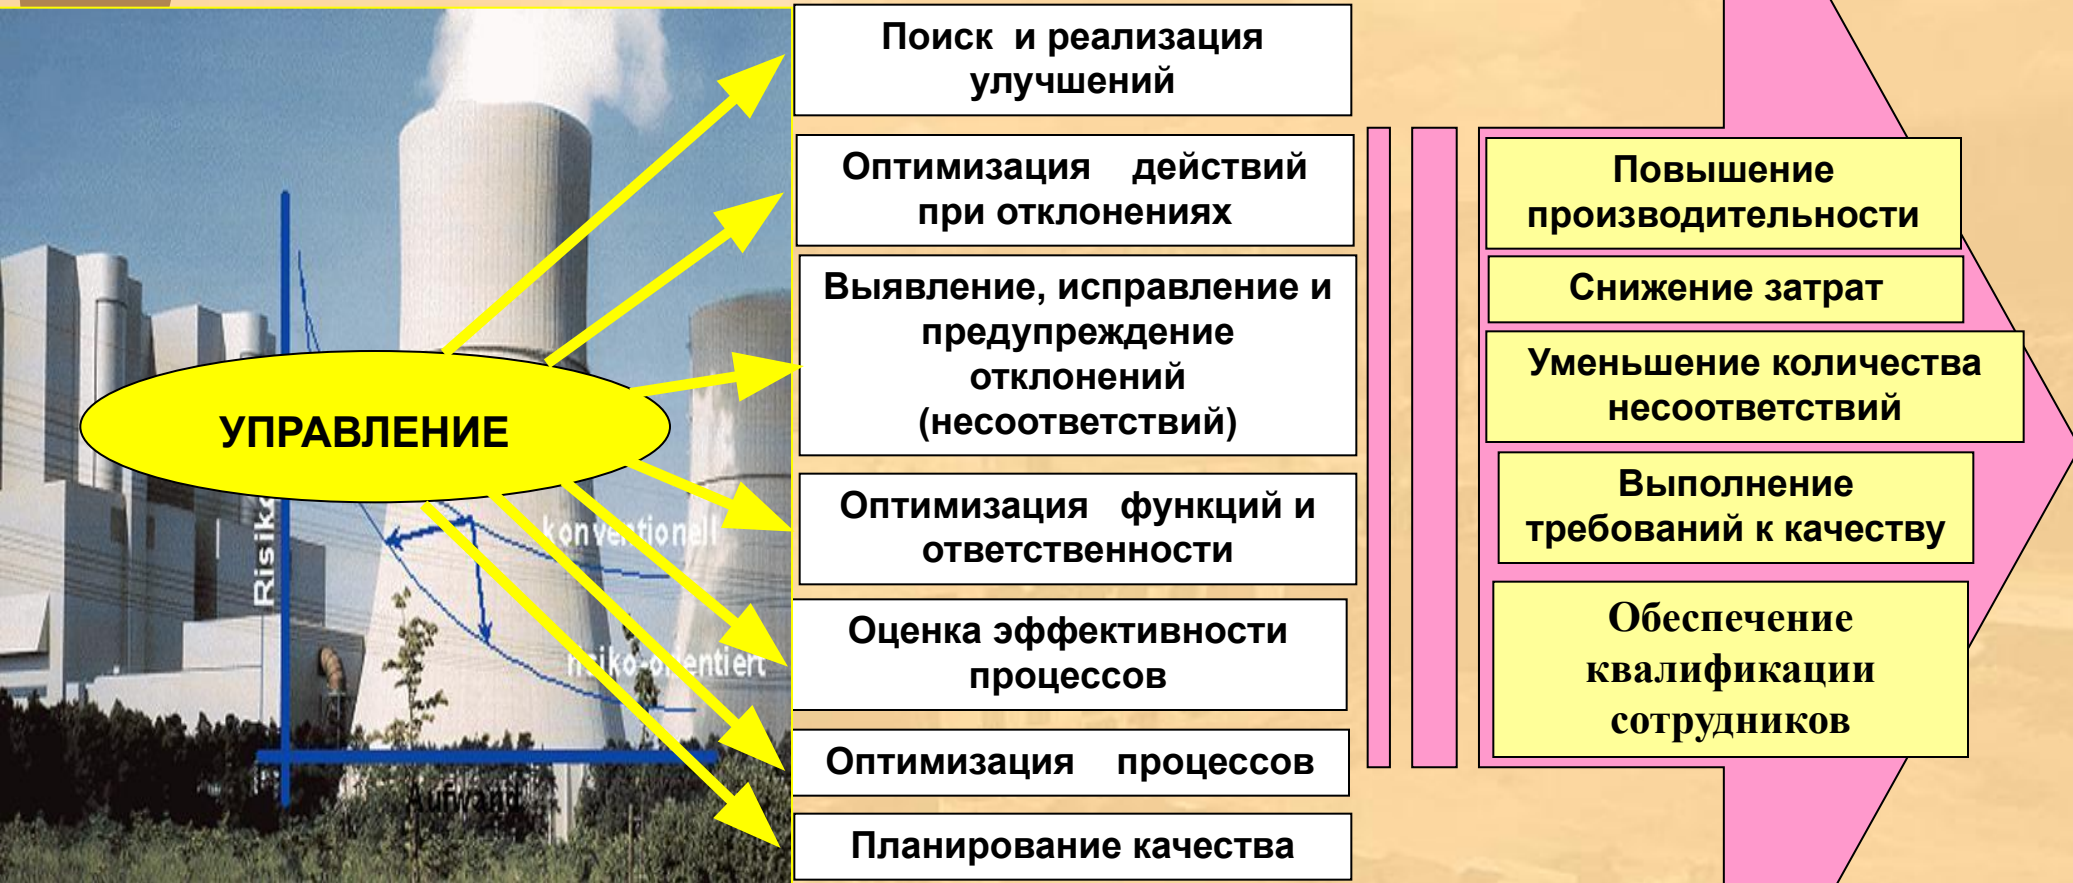 Поиск и реализация
улучшений
Оптимизация действий
при отклонениях
Выявление, исправление и
предупреждение
отклонений
(несоответствий)
Оптимизация функций и
ответственности
Оценка эффективности
процессов
Оптимизация процессов
Планирование качества
УПРАВЛЕНИЕ
Risiko
konventionell
risiko-orientiert
Aufwand
Повышение
производительности
Снижение затрат
Уменьшение количества
несоответствий
Выполнение
требований к качеству
Обеспечение
квалификации
сотрудников